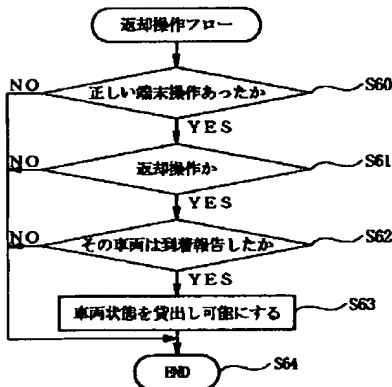 返却操作フロー
NO
正しい端末操作あったか
S60
YES
NO
返却操作か
S61
YES
NO
その車両は到着報告したか
S62
YES
車両状態を貸出し可能にする
S63
END
S64